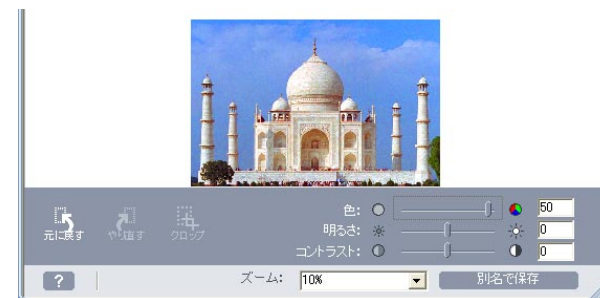 色: 50
元に戻す やり直す クロップ 明るさ: 0
コントラスト: 0
? ズーム: 10% 別名で保存